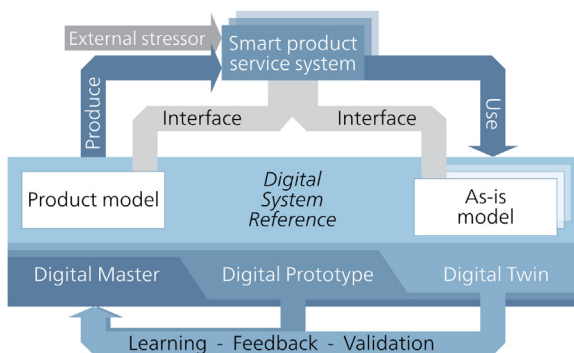 External stressor
Smart product
service system
Produce
Interface
Interface
Use
Product model
Digital
System
Reference
As-is
model
Digital Master
Digital Prototype
Digital Twin
Learning - Feedback - Validation